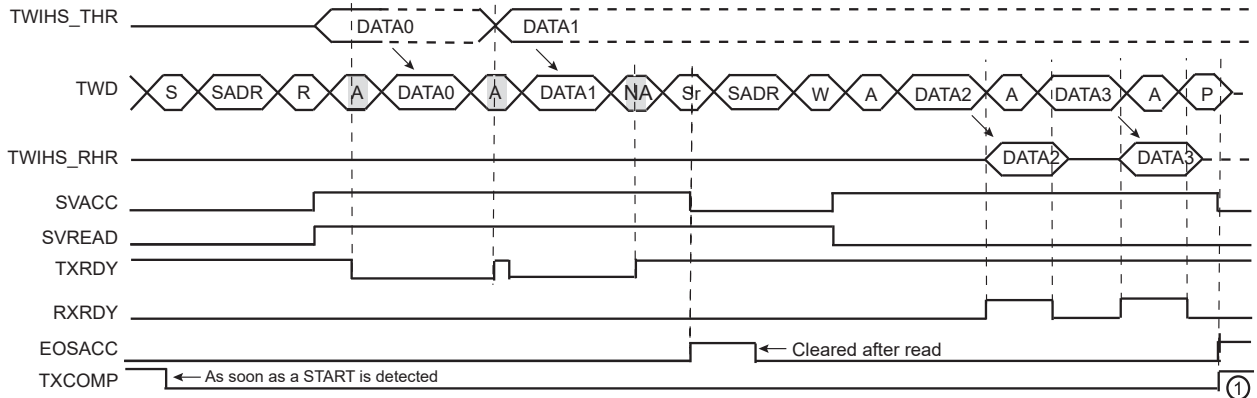 TWIHS_THR DATA0 DATA1
TWD S SADR R A DATA0 A DATA1 NA Sr SADR W A DATA2 A DATA3 A P
TWIHS_RHR DATA2 DATA3
SVACC
SVREAD
TXRDY
RXRDY
EOSACC Cleared after read
TXCOMP As soon as a START is detected 1